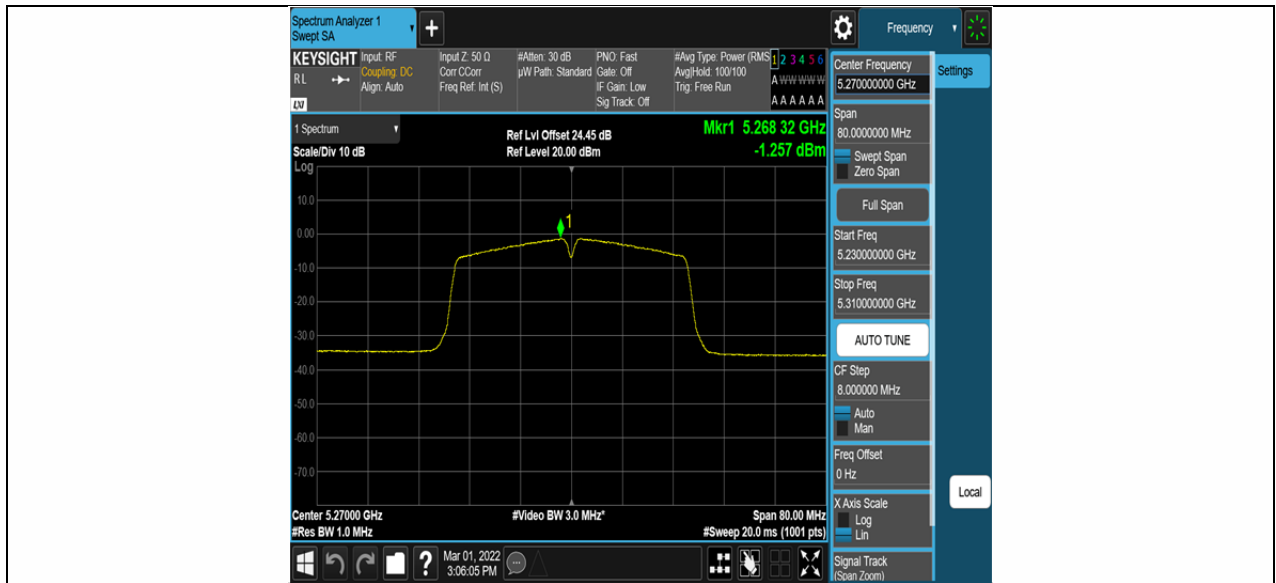 Spectrum Analyzer 1
Swept SA
+
Frequency
KEYSIGHT
RL
LXI
Input: RF
Coupling: DC
Align: Auto
Input Z: 50 Ω
Corr CCorr
Freq Ref: Int (S)
#Atten: 30 dB
µW Path: Standard
PNO: Fast
Gate: Off
IF Gain: Low
Sig Track: Off
#Avg Type: Power (RMS
Avg|Hold: 100/100
Trig: Free Run
1 2 3 4 5 6
A W W W W W
A A A A A A
1 Spectrum
Scale/Div 10 dB
Log
Ref Lvl Offset 24.45 dB
Ref Level 20.00 dBm
Mkr1 5.268 32 GHz
-1.257 dBm
10.0
0.00
-10.0
-20.0
-30.0
-40.0
-50.0
-60.0
-70.0
1
Center 5.27000 GHz
#Res BW 1.0 MHz
#Video BW 3.0 MHz*
Span 80.00 MHz
#Sweep 20.0 ms (1001 pts)
?
Mar 01, 2022
3:06:05 PM
Center Frequency
5.270000000 GHz
Span
80.0000000 MHz
Swept Span
Zero Span
Full Span
Start Freq
5.230000000 GHz
Stop Freq
5.310000000 GHz
AUTO TUNE
CF Step
8.000000 MHz
Auto
Man
Freq Offset
0 Hz
X Axis Scale
Log
Lin
Signal Track
(Span Zoom)
Settings
Local